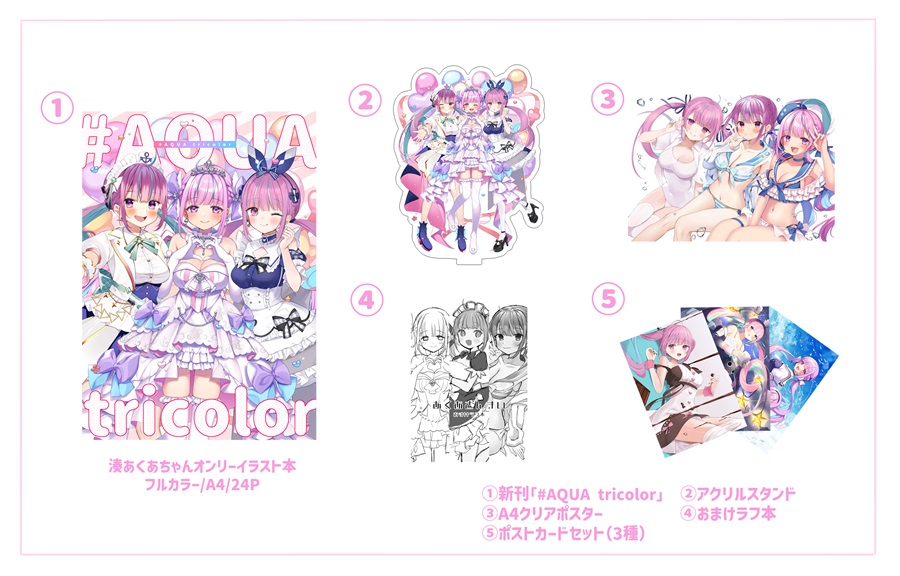 ①
#AQUA
#AQUA tricolor
tricolor
湊あくあちゃんオンリーイラスト本
フルカラー/A4/24P
②
③
④
⑤
①新刊「#AQUA tricolor」
②アクリルスタンド
③A4クリアポスター
④おまけラフ本
⑤ポストカードセット(3種)